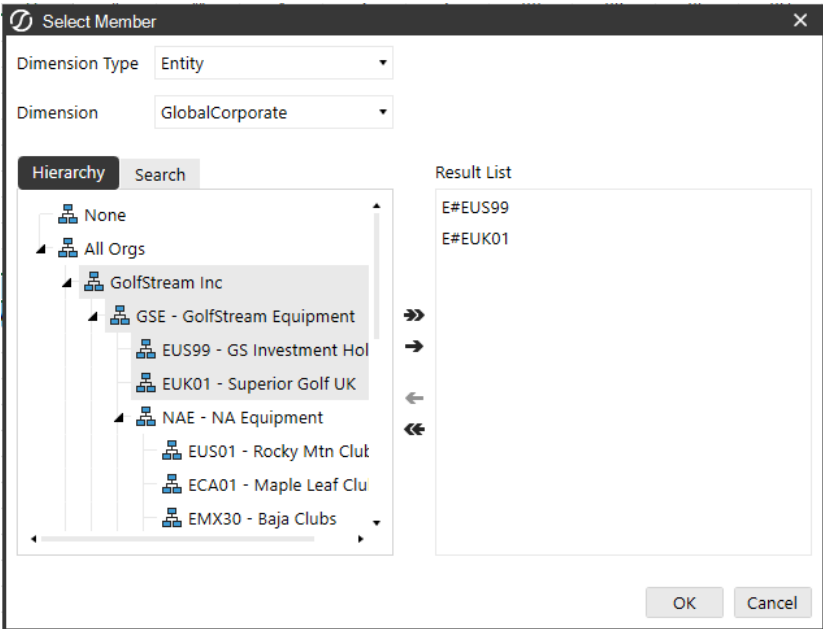 Select Member
Dimension Type Entity
Dimension GlobalCorporate
Hierarchy Search
Result List
None
All Orgs
GolfStream Inc
GSE - GolfStream Equipment
EUS99 - GS Investment Hol
EUK01 - Superior Golf UK
NAE - NA Equipment
EUS01 - Rocky Mtn Club
ECA01 - Maple Leaf Clu
EMX30 - Baja Clubs
E#EUS99
E#EUK01
OK Cancel